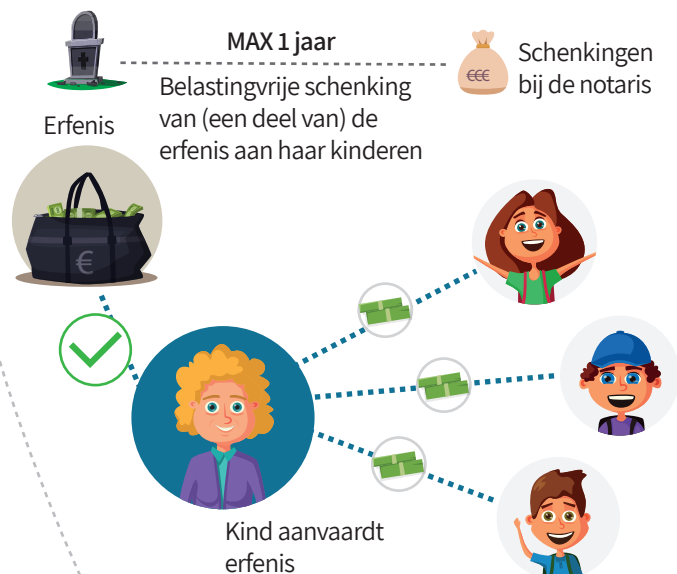 MAX 1 jaar
€€€
Schenkingen
bij de notaris
Belastingvrije schenking
van (een deel van) de
erfenis aan haar kinderen
Erfenis
€
Kind aanvaardt
erfenis